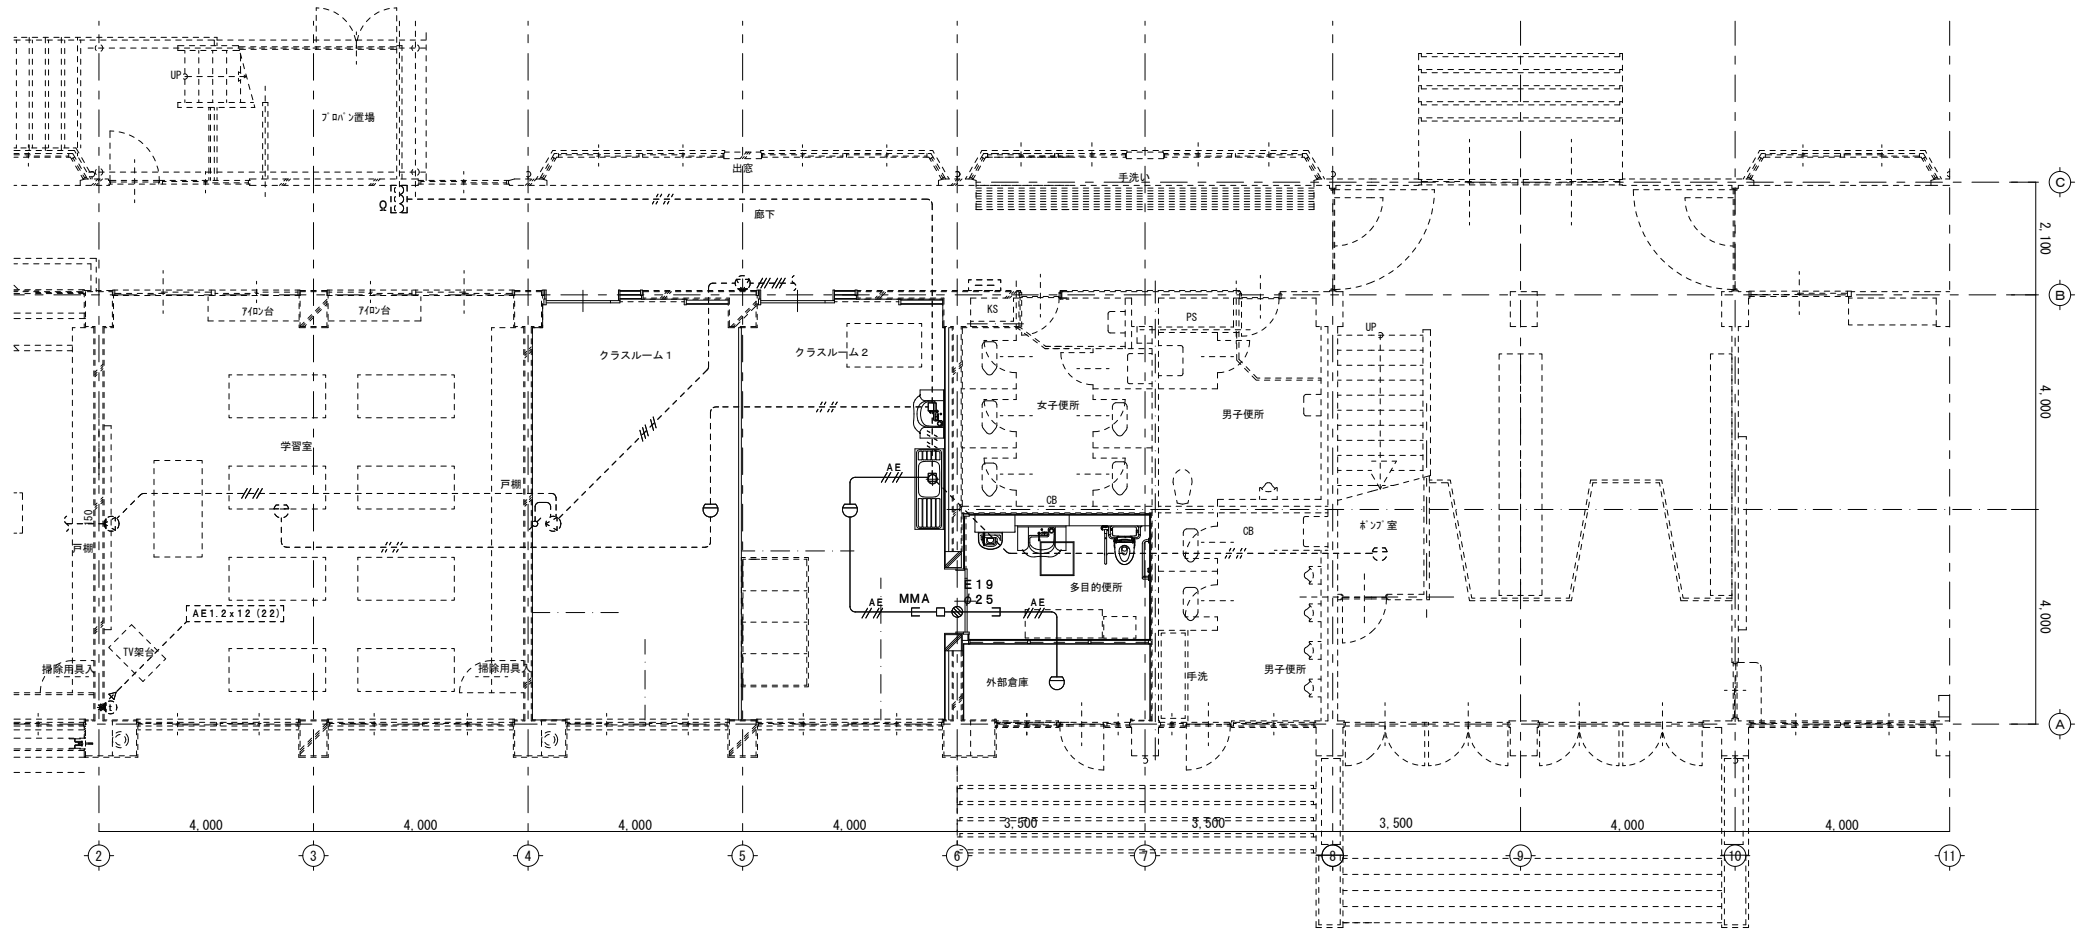 UP
プロパン置場
出窓
手洗い
C
廊下
2,100
B
アイロン台
アイロン台
KS
PS
UP
クラスルーム1
クラスルーム2
4,000
女子便所
男子便所
学習室
戸棚
AE
CB
150
ポンプ室
CB
戸棚
E19
多目的便所
AE
MMA
φ25
AE
AE1.2x12(22)
4,000
TV架台
掃除用具入
掃除用具入
外部倉庫
手洗
男子便所
A
4,000
4,000
4,000
4,000
3,500
3,500
3,500
4,000
4,000
2
3
4
5
6
7
8
9
10
11